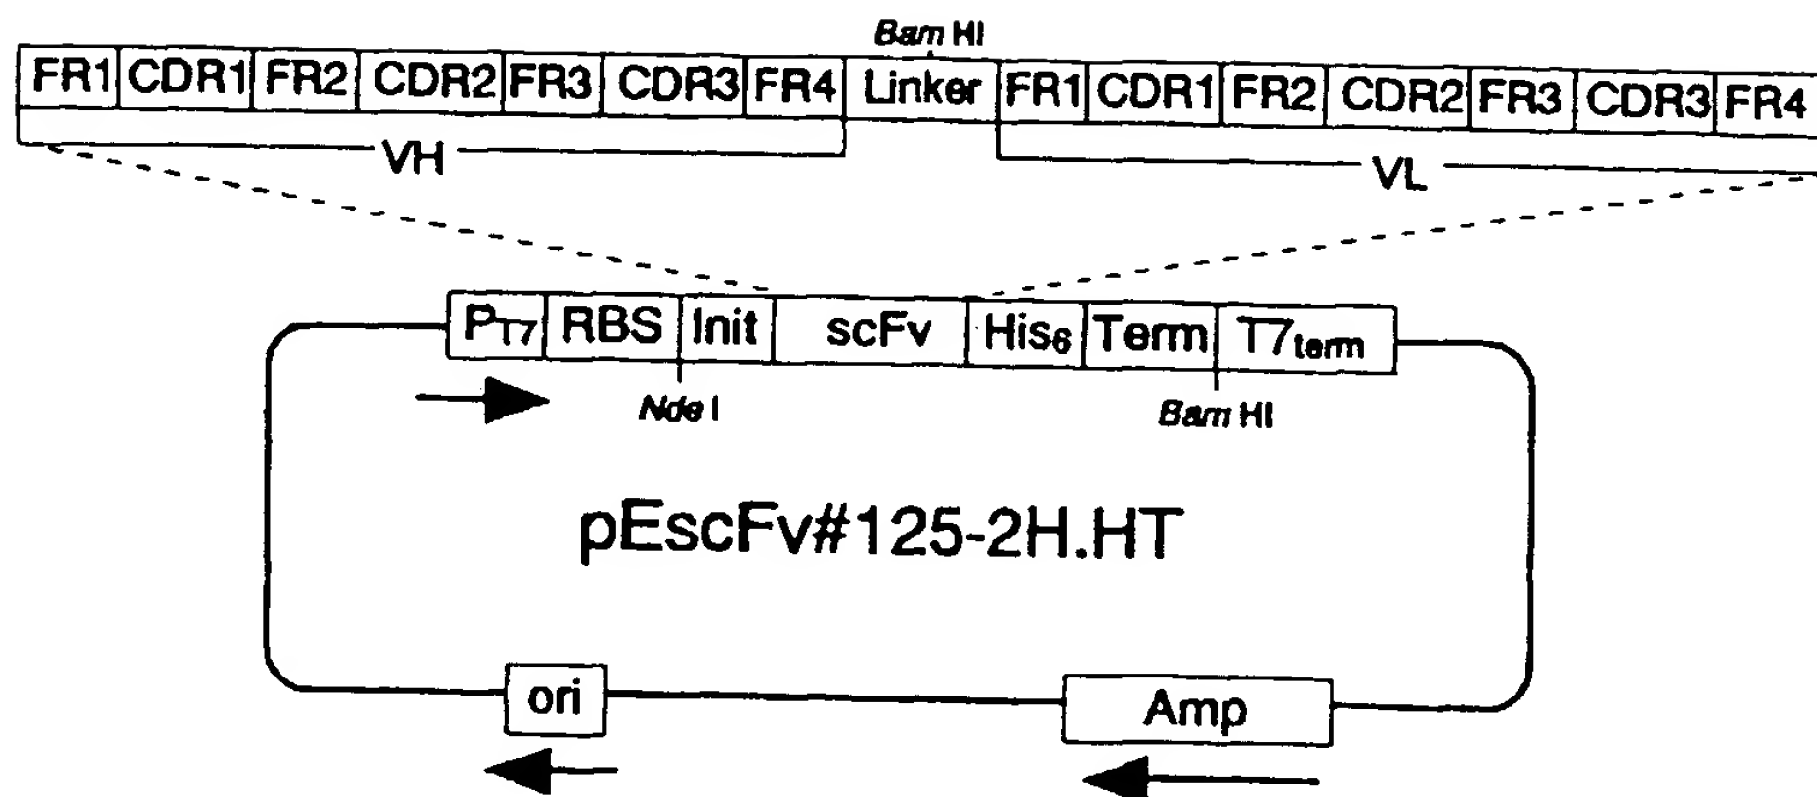 Bam HI
FR1 CDR1 FR2 CDR2 FR3 CDR3 FR4 Linker FR1 CDR1 FR2 CDR2 FR3 CDR3 FR4
VH VL
PT7 RBS Init scFv His6 Term T7term
Nde I Bam HI
pEscFv#125-2H.HT
ori Amp